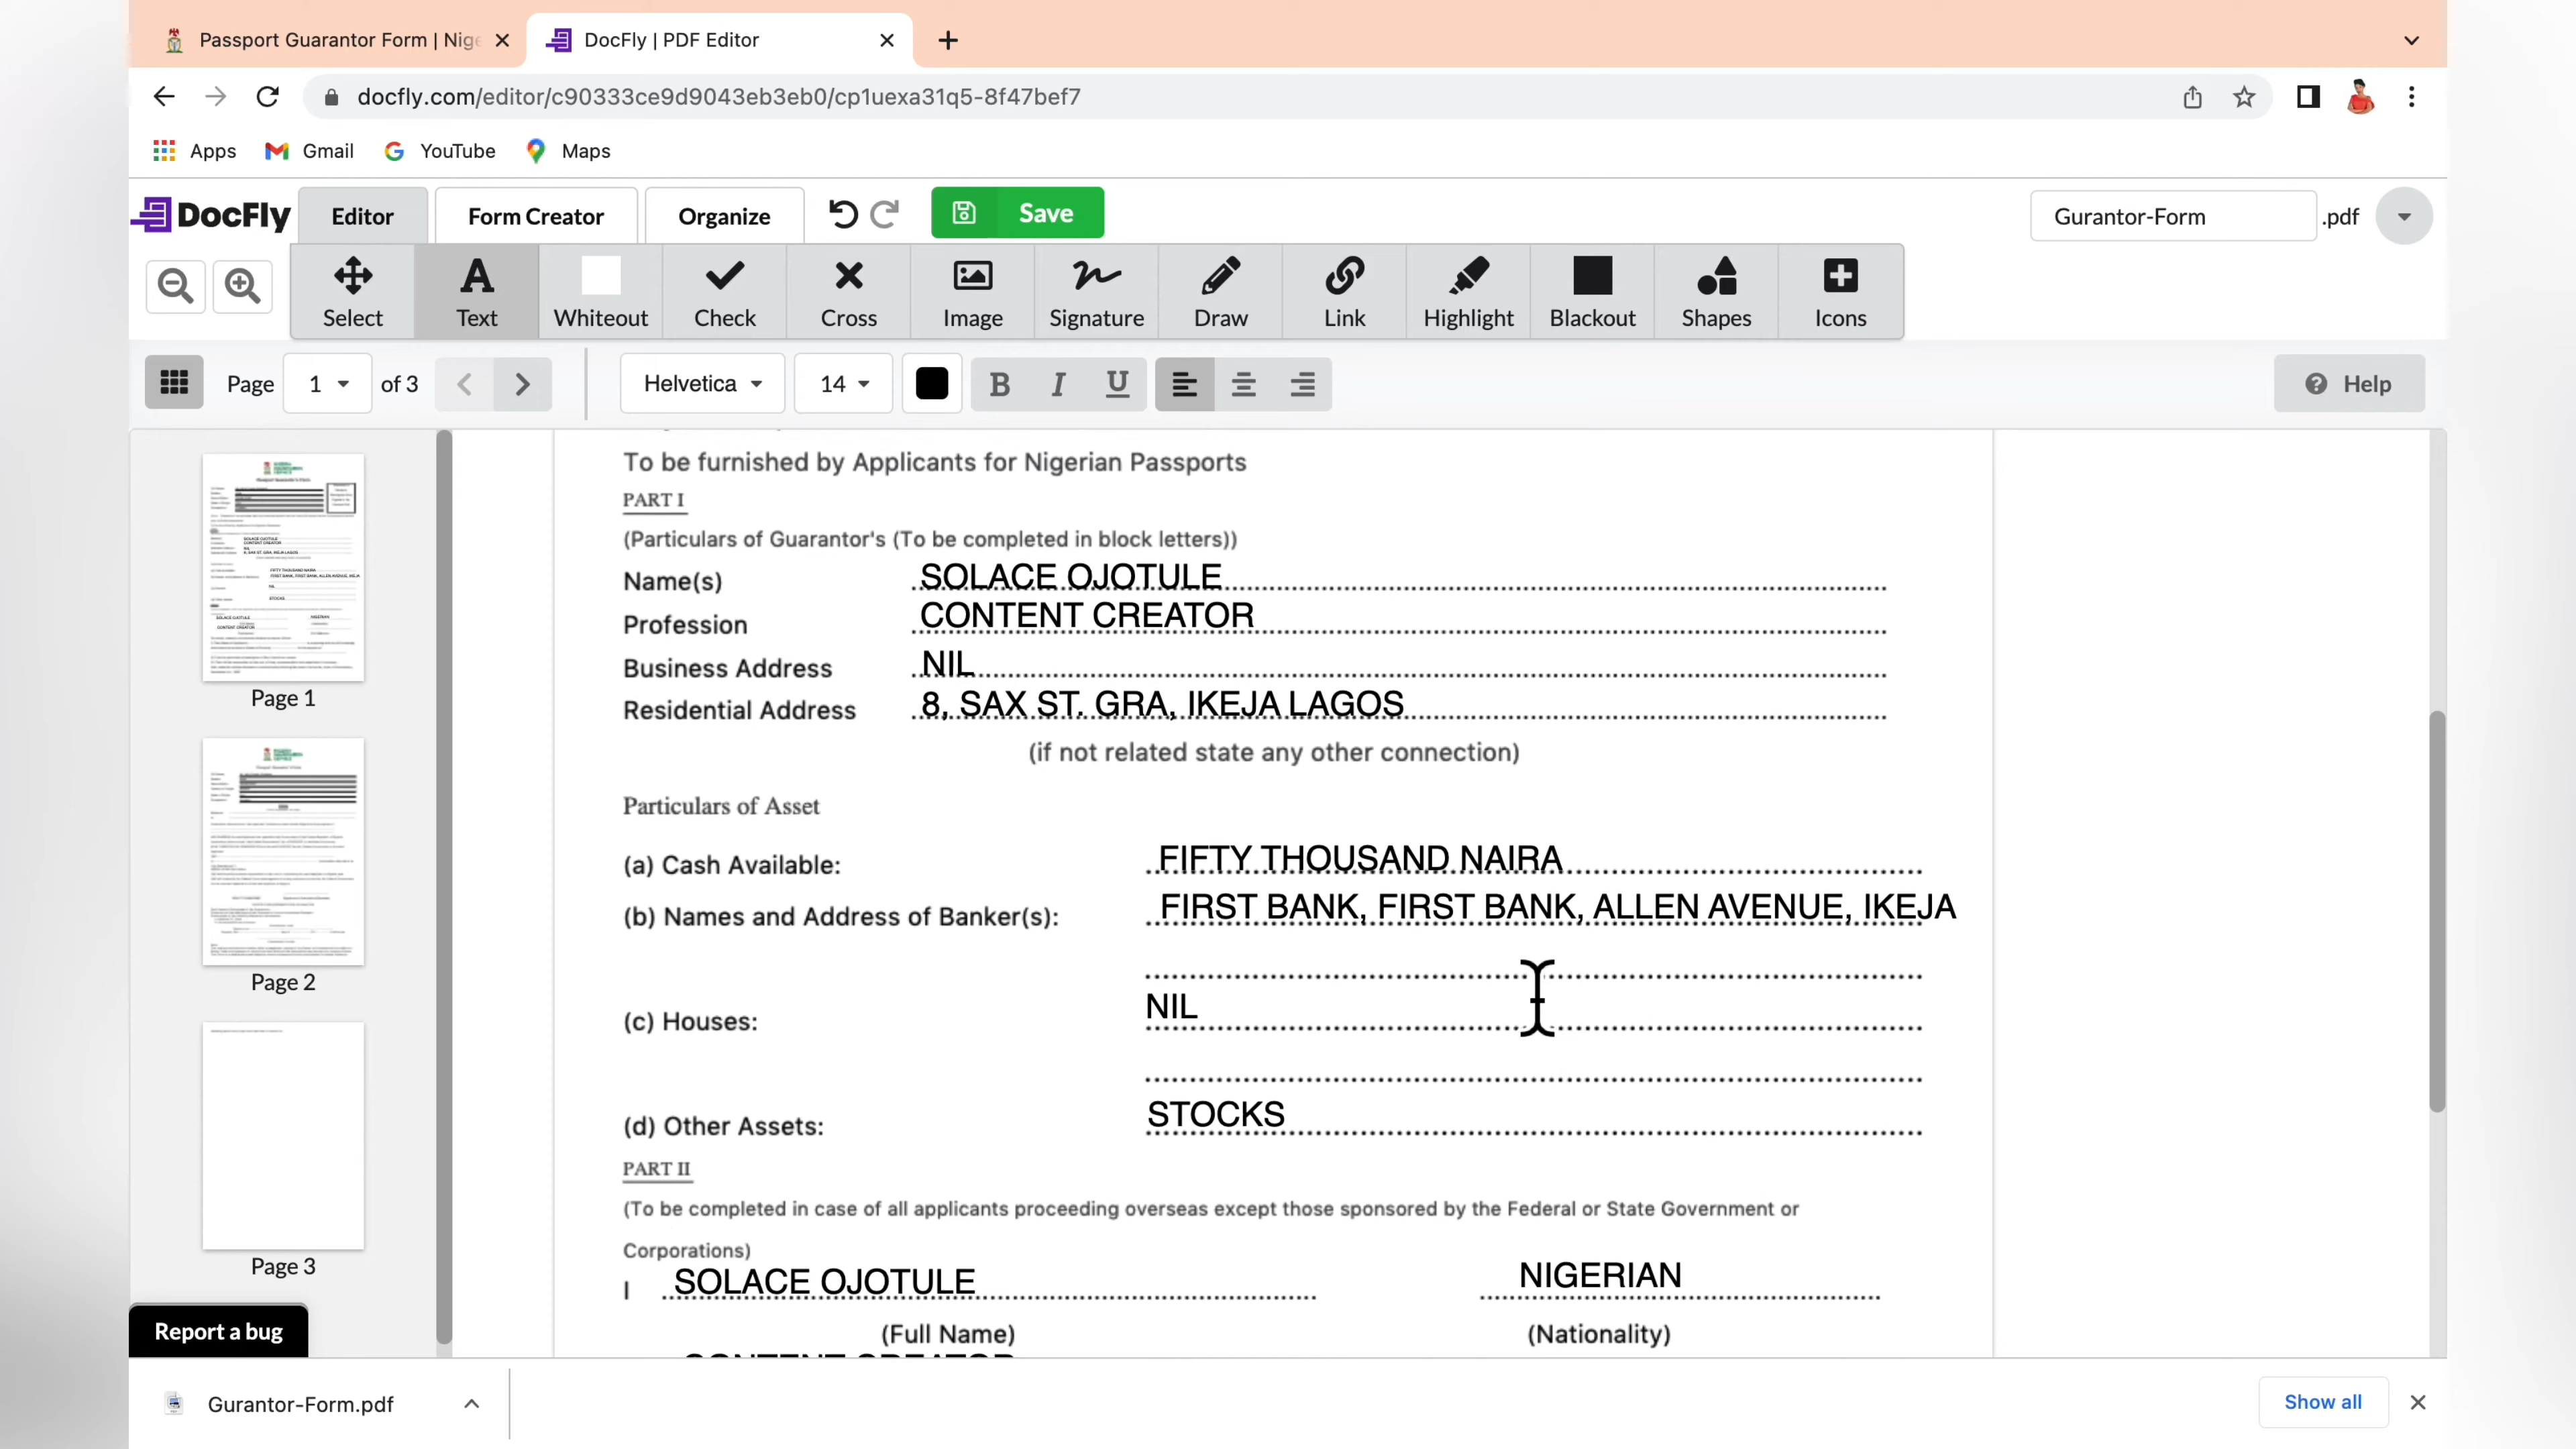 Passport Guarantor Form | Nige
DocFly | PDF Editor
docfly.com/editor/c90333ce9d9043eb3eb0/cp1uexa31q5-8f47bef7
Apps Gmail YouTube Maps
DocFly Editor Form Creator Organize Save Gurantor-Form .pdf
Select Text Whiteout Check Cross Image Signature Draw Link Highlight Blackout Shapes Icons
Page 1 of 3 Helvetica 14 B I U Help
To be furnished by Applicants for Nigerian Passports
PART I
(Particulars of Guarantor's (To be completed in block letters))
Name(s) SOLACE OJOTULE
Profession CONTENT CREATOR
Business Address NIL
Residential Address 8, SAX ST. GRA, IKEJA LAGOS
(if not related state any other connection)
Particulars of Asset
(a) Cash Available: FIFTY THOUSAND NAIRA
(b) Names and Address of Banker(s): FIRST BANK, FIRST BANK, ALLEN AVENUE, IKEJA
(c) Houses: NIL
(d) Other Assets: STOCKS
PART II
(To be completed in case of all applicants proceeding overseas except those sponsored by the Federal or State Government or
Corporations)
I SOLACE OJOTULE NIGERIAN
(Full Name) (Nationality)
CONTENT CREATOR
Page 1
Page 2
Page 3
Report a bug
Gurantor-Form.pdf Show all